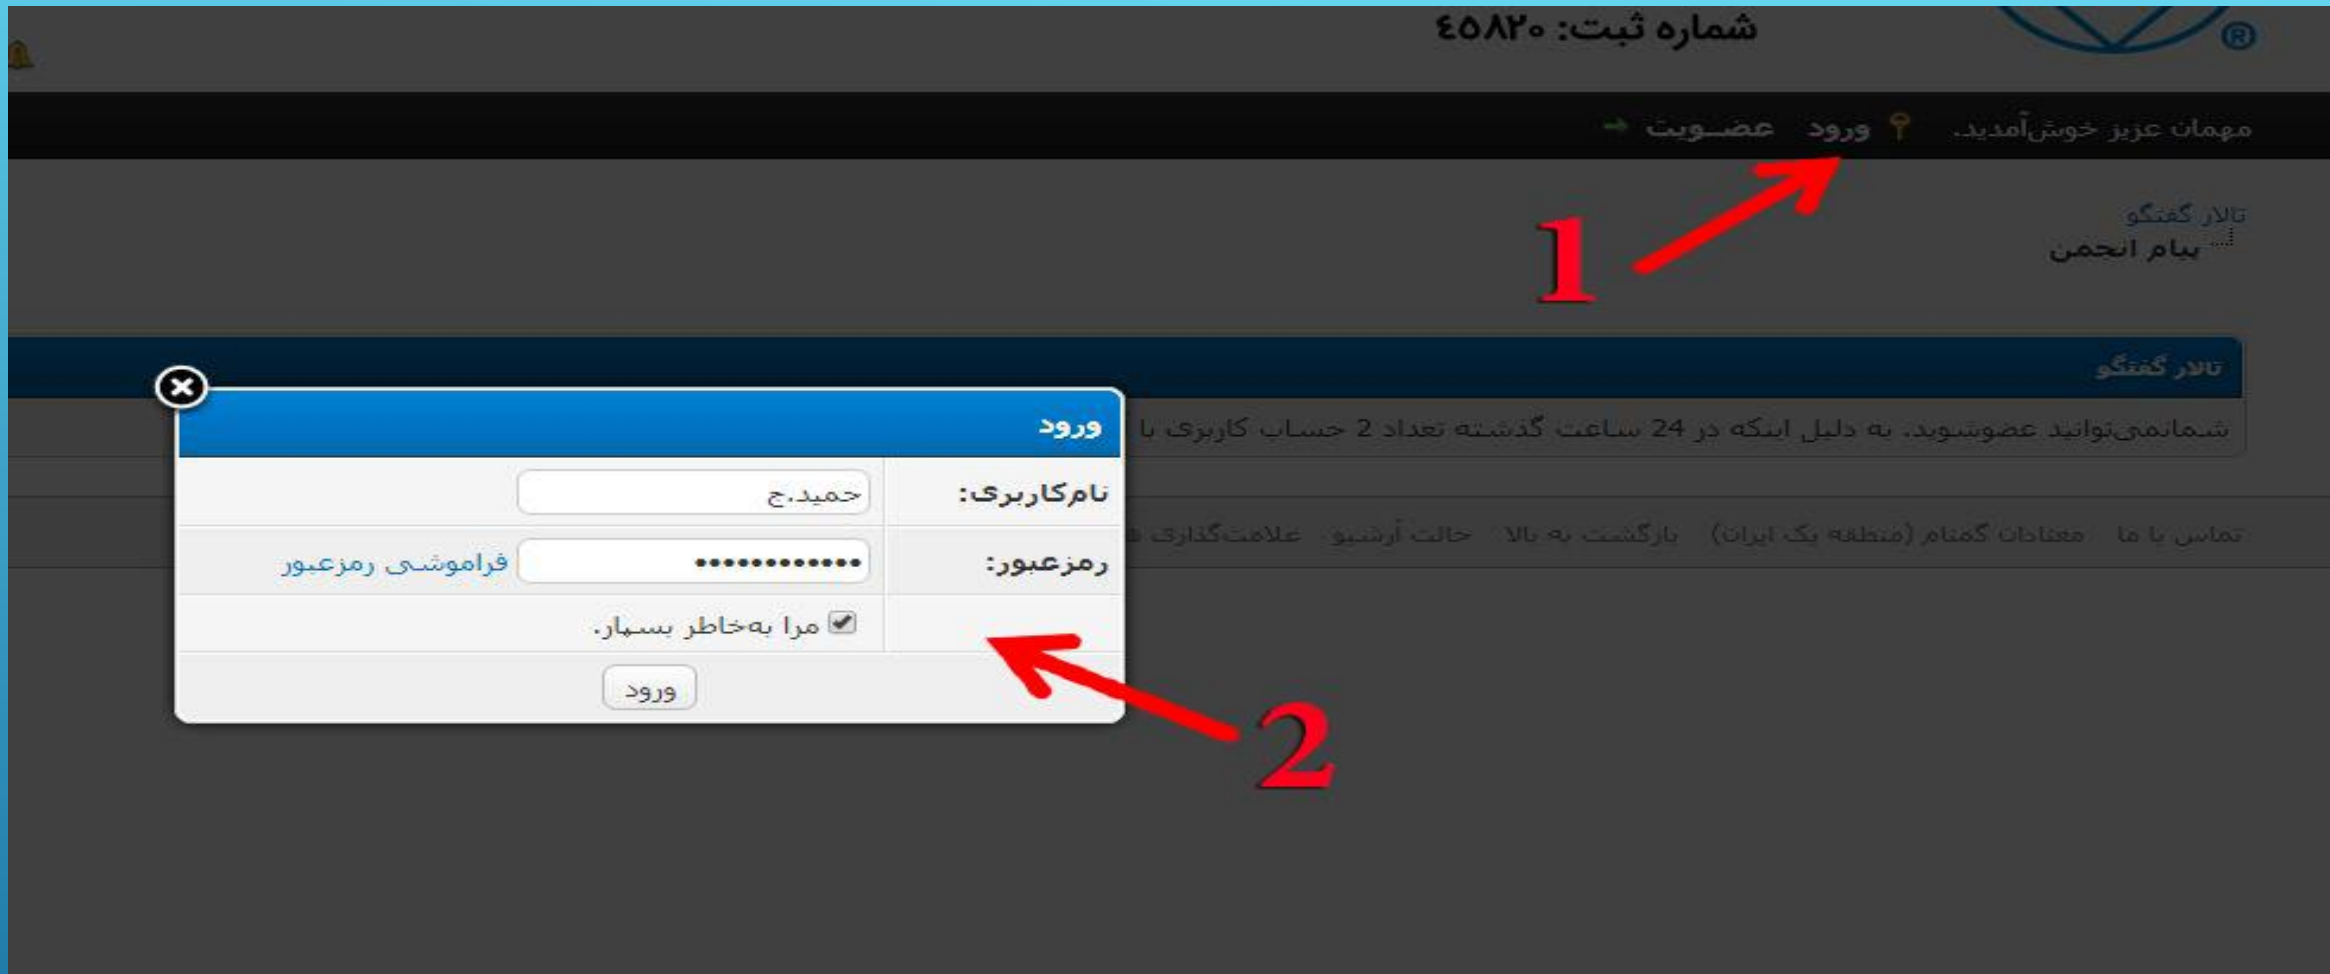 شماره ثبت: ٤٥٨٢٠
®
مهمان عزیز خوش‌آمدید. ورود عضـویت
1
تالار گفتگو
پیام انجمن
تالار گفتگو
شمانمی‌توانید عضوشوید. به دلیل اینکه در 24 ساعت گذشته تعداد 2 حساب کاربری با
ورود
نام‌کاربری: حمید.ج
رمزعبور: •••••••••••• فراموشی رمزعبور
مرا به‌خاطر بسپار.
ورود
2
تماس با ما معتادان گمنام (منطقه یک ایران) بازگشت به بالا حالت آرشیو علامت‌گذاری